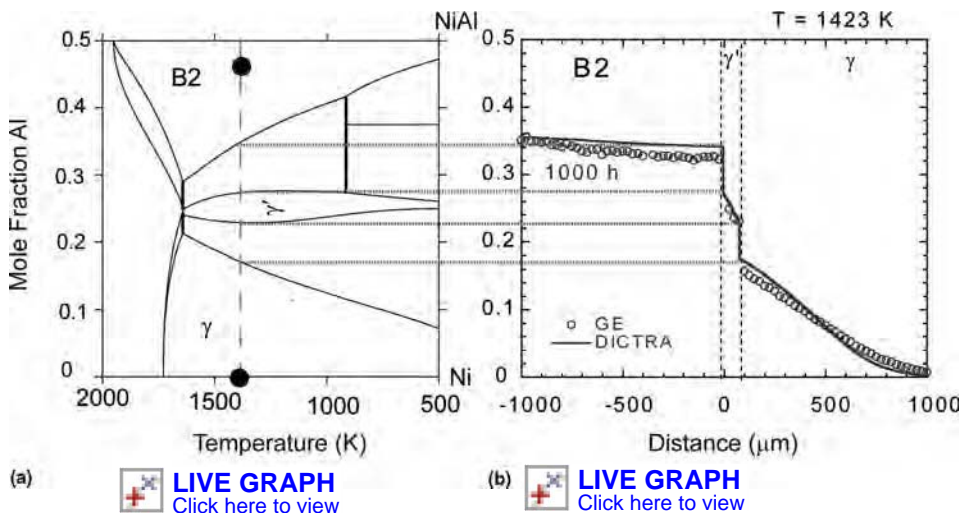 NiAl
T = 1423 K
0.5
0.4
0.3
0.2
0.1
0
Mole Fraction Al
B2
γ'
γ
Ni
2000
1500
1000
500
Temperature (K)
(a)
LIVE GRAPH
Click here to view
0.5
0.4
0.3
0.2
0.1
0
B2
γ'
γ
1000 h
GE
DICTRA
-1000
-500
0
500
1000
Distance (μm)
(b)
LIVE GRAPH
Click here to view